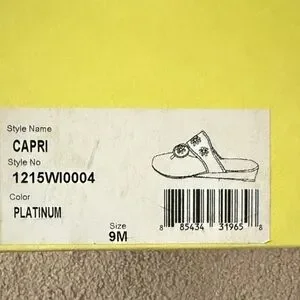 Style Name
CAPRI
Style No
1215WI0004
Color
PLATINUM
Size
9M
8 85434 31965 8